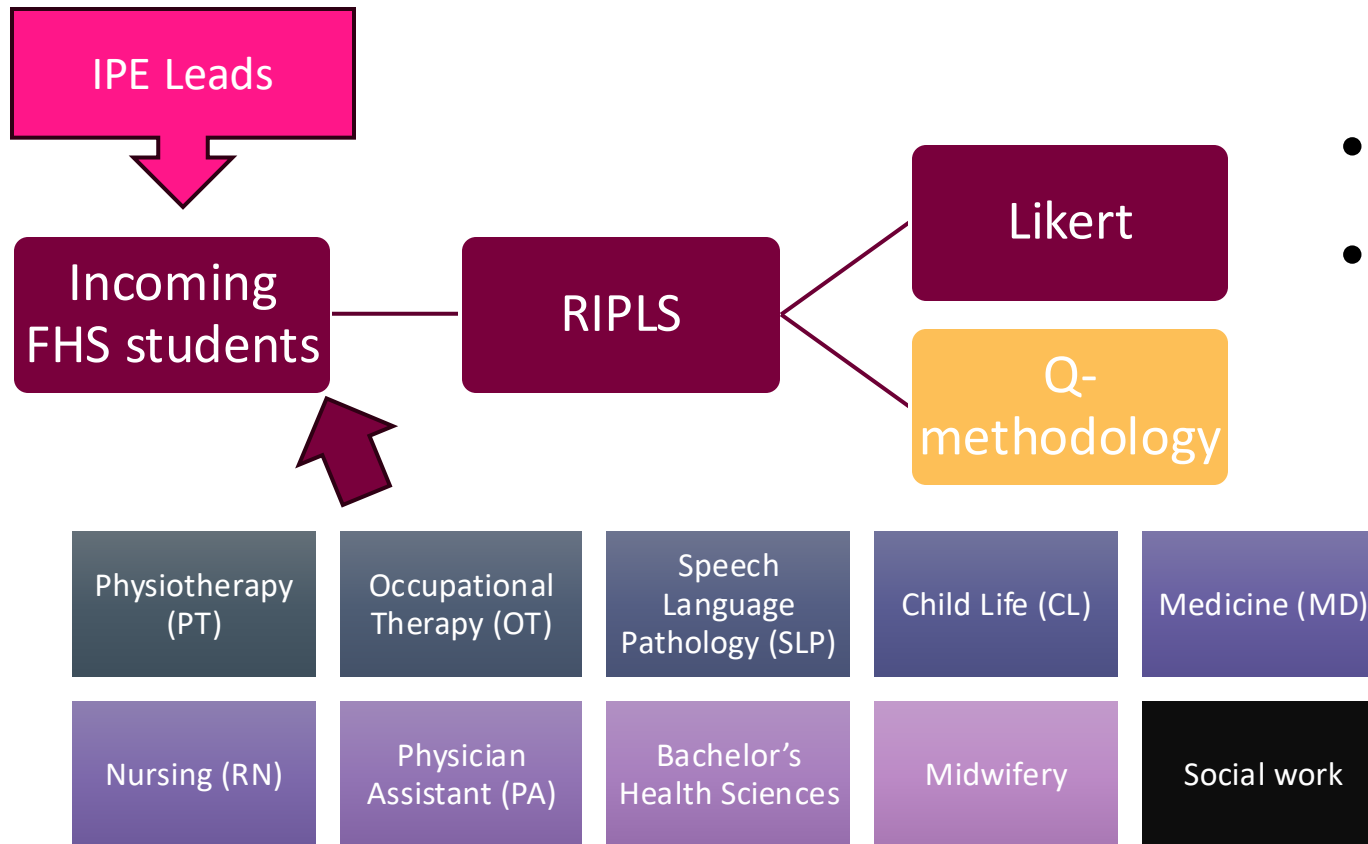 IPE Leads
Incoming
FHS students
RIPLS
Likert
Q-
methodology
•
•
Physiotherapy
(PT)
Occupational
Therapy (OT)
Speech
Language
Pathology (SLP)
Child Life (CL)
Medicine (MD)
Nursing (RN)
Physician
Assistant (PA)
Bachelor’s
Health Sciences
Midwifery
Social work